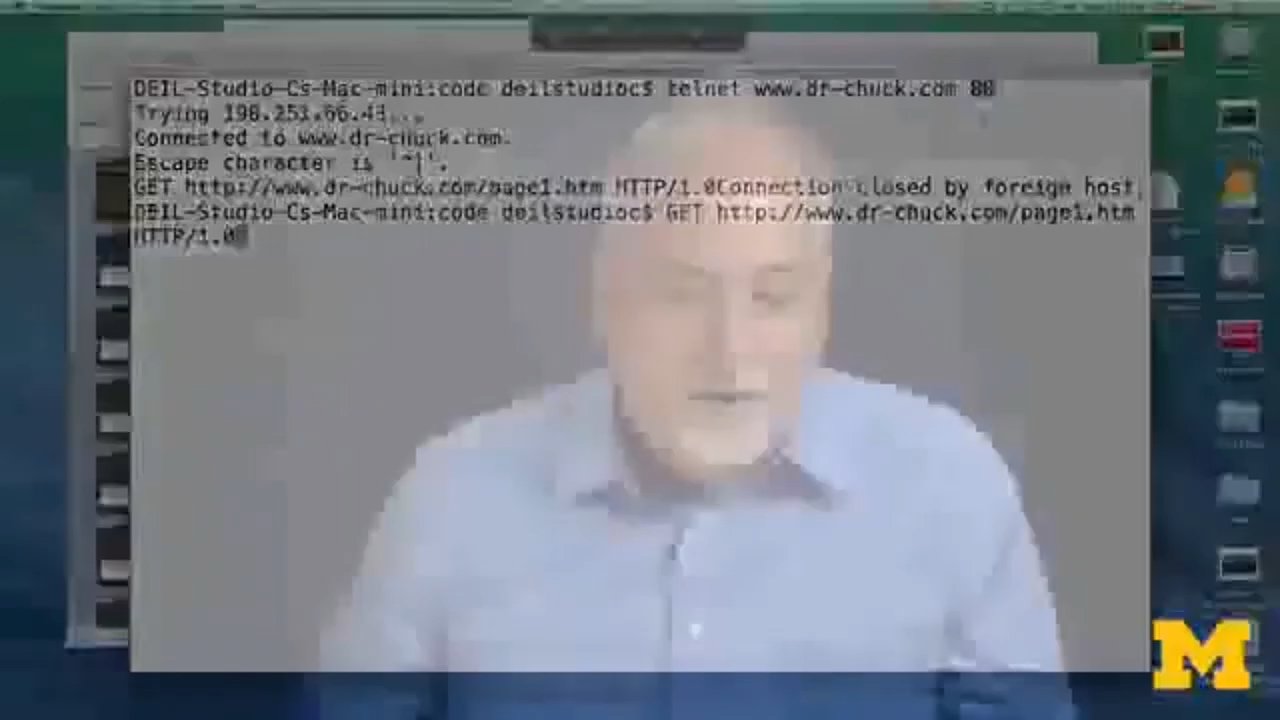 DEIL-Studio-Cs-Mac-mini:code deilstudioc$ telnet www.dr-chuck.com 80
Trying 198.253.66.43...
Connected to www.dr-chuck.com.
Escape character is '^]'.
GET http://www.dr-chuck.com/page1.htm HTTP/1.0Connection closed by foreign host.
DEIL-Studio-Cs-Mac-mini:code deilstudioc$ GET http://www.dr-chuck.com/page1.htm
HTTP/1.0
M